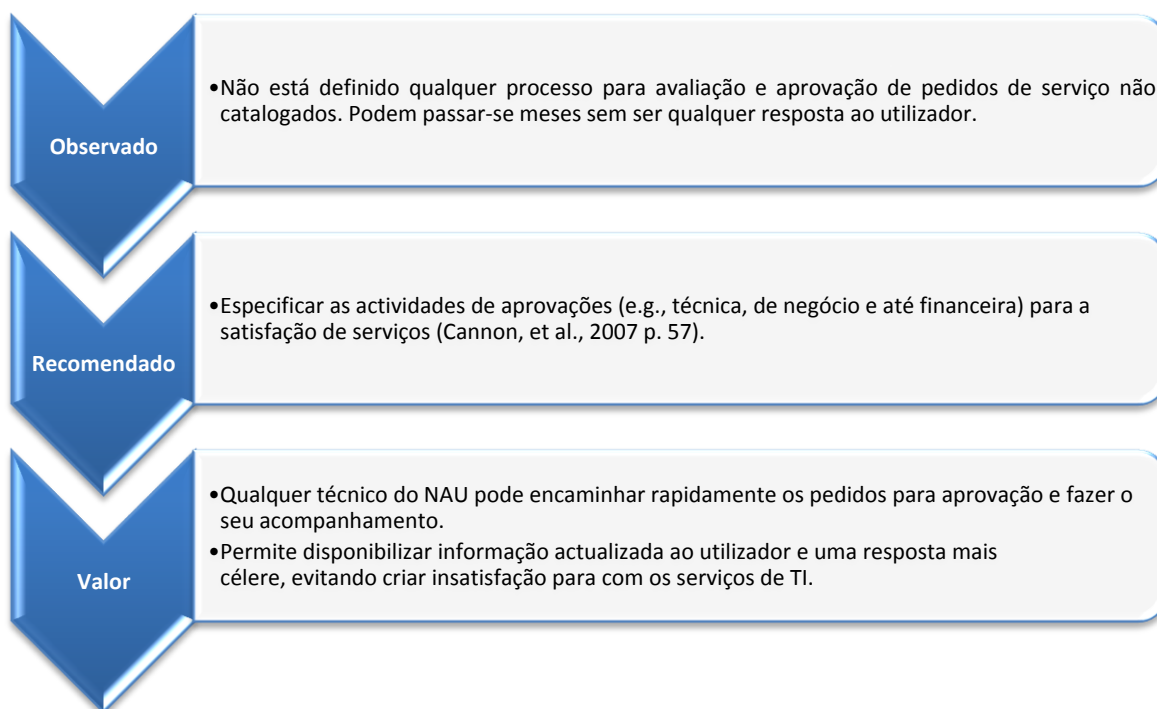 Observado
•Não está definido qualquer processo para avaliação e aprovação de pedidos de serviço não
catalogados. Podem passar-se meses sem ser qualquer resposta ao utilizador.
Recomendado
•Especificar as actividades de aprovações (e.g., técnica, de negócio e até financeira) para a
satisfação de serviços (Cannon, et al., 2007 p. 57).
Valor
•Qualquer técnico do NAU pode encaminhar rapidamente os pedidos para aprovação e fazer o
seu acompanhamento.
•Permite disponibilizar informação actualizada ao utilizador e uma resposta mais
célere, evitando criar insatisfação para com os serviços de TI.